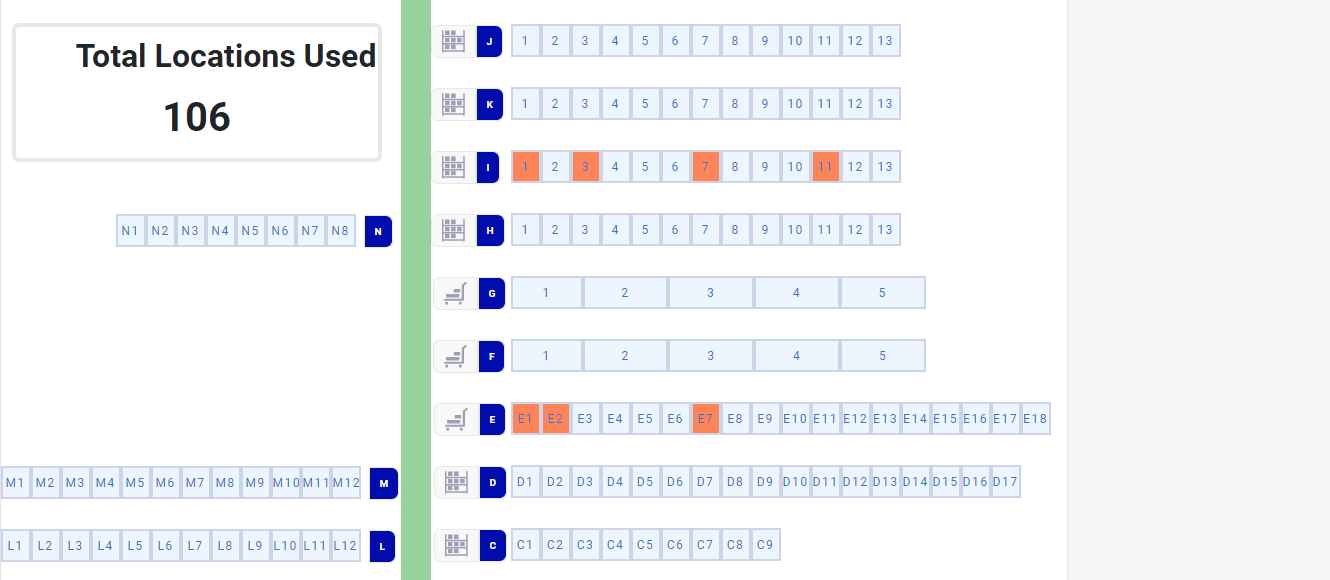 Total Locations Used
106
N1 N2 N3 N4 N5 N6 N7 N8 N
M1 M2 M3 M4 M5 M6 M7 M8 M9 M10 M11 M12 M
L1 L2 L3 L4 L5 L6 L7 L8 L9 L10 L11 L12 L
J 1 2 3 4 5 6 7 8 9 10 11 12 13
K 1 2 3 4 5 6 7 8 9 10 11 12 13
I 1 2 3 4 5 6 7 8 9 10 11 12 13
H 1 2 3 4 5 6 7 8 9 10 11 12 13
G 1 2 3 4 5
F 1 2 3 4 5
E E1 E2 E3 E4 E5 E6 E7 E8 E9 E10 E11 E12 E13 E14 E15 E16 E17 E18
D D1 D2 D3 D4 D5 D6 D7 D8 D9 D10 D11 D12 D13 D14 D15 D16 D17
C C1 C2 C3 C4 C5 C6 C7 C8 C9